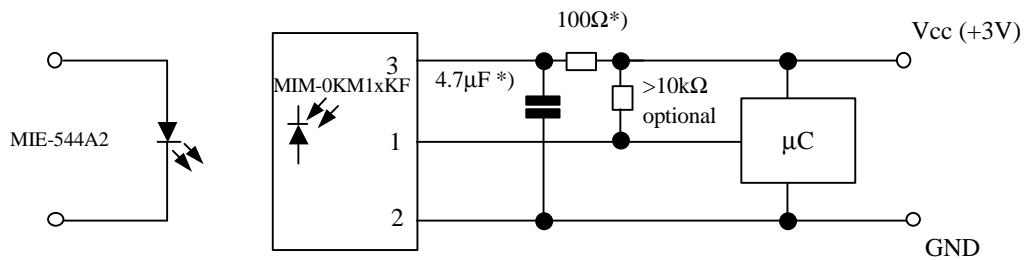 100Ω*)
Vcc (+3V)
3
4.7μF *)
MIM-0KM1xKF
>10kΩ
optional
MIE-544A2
1
μC
2
GND